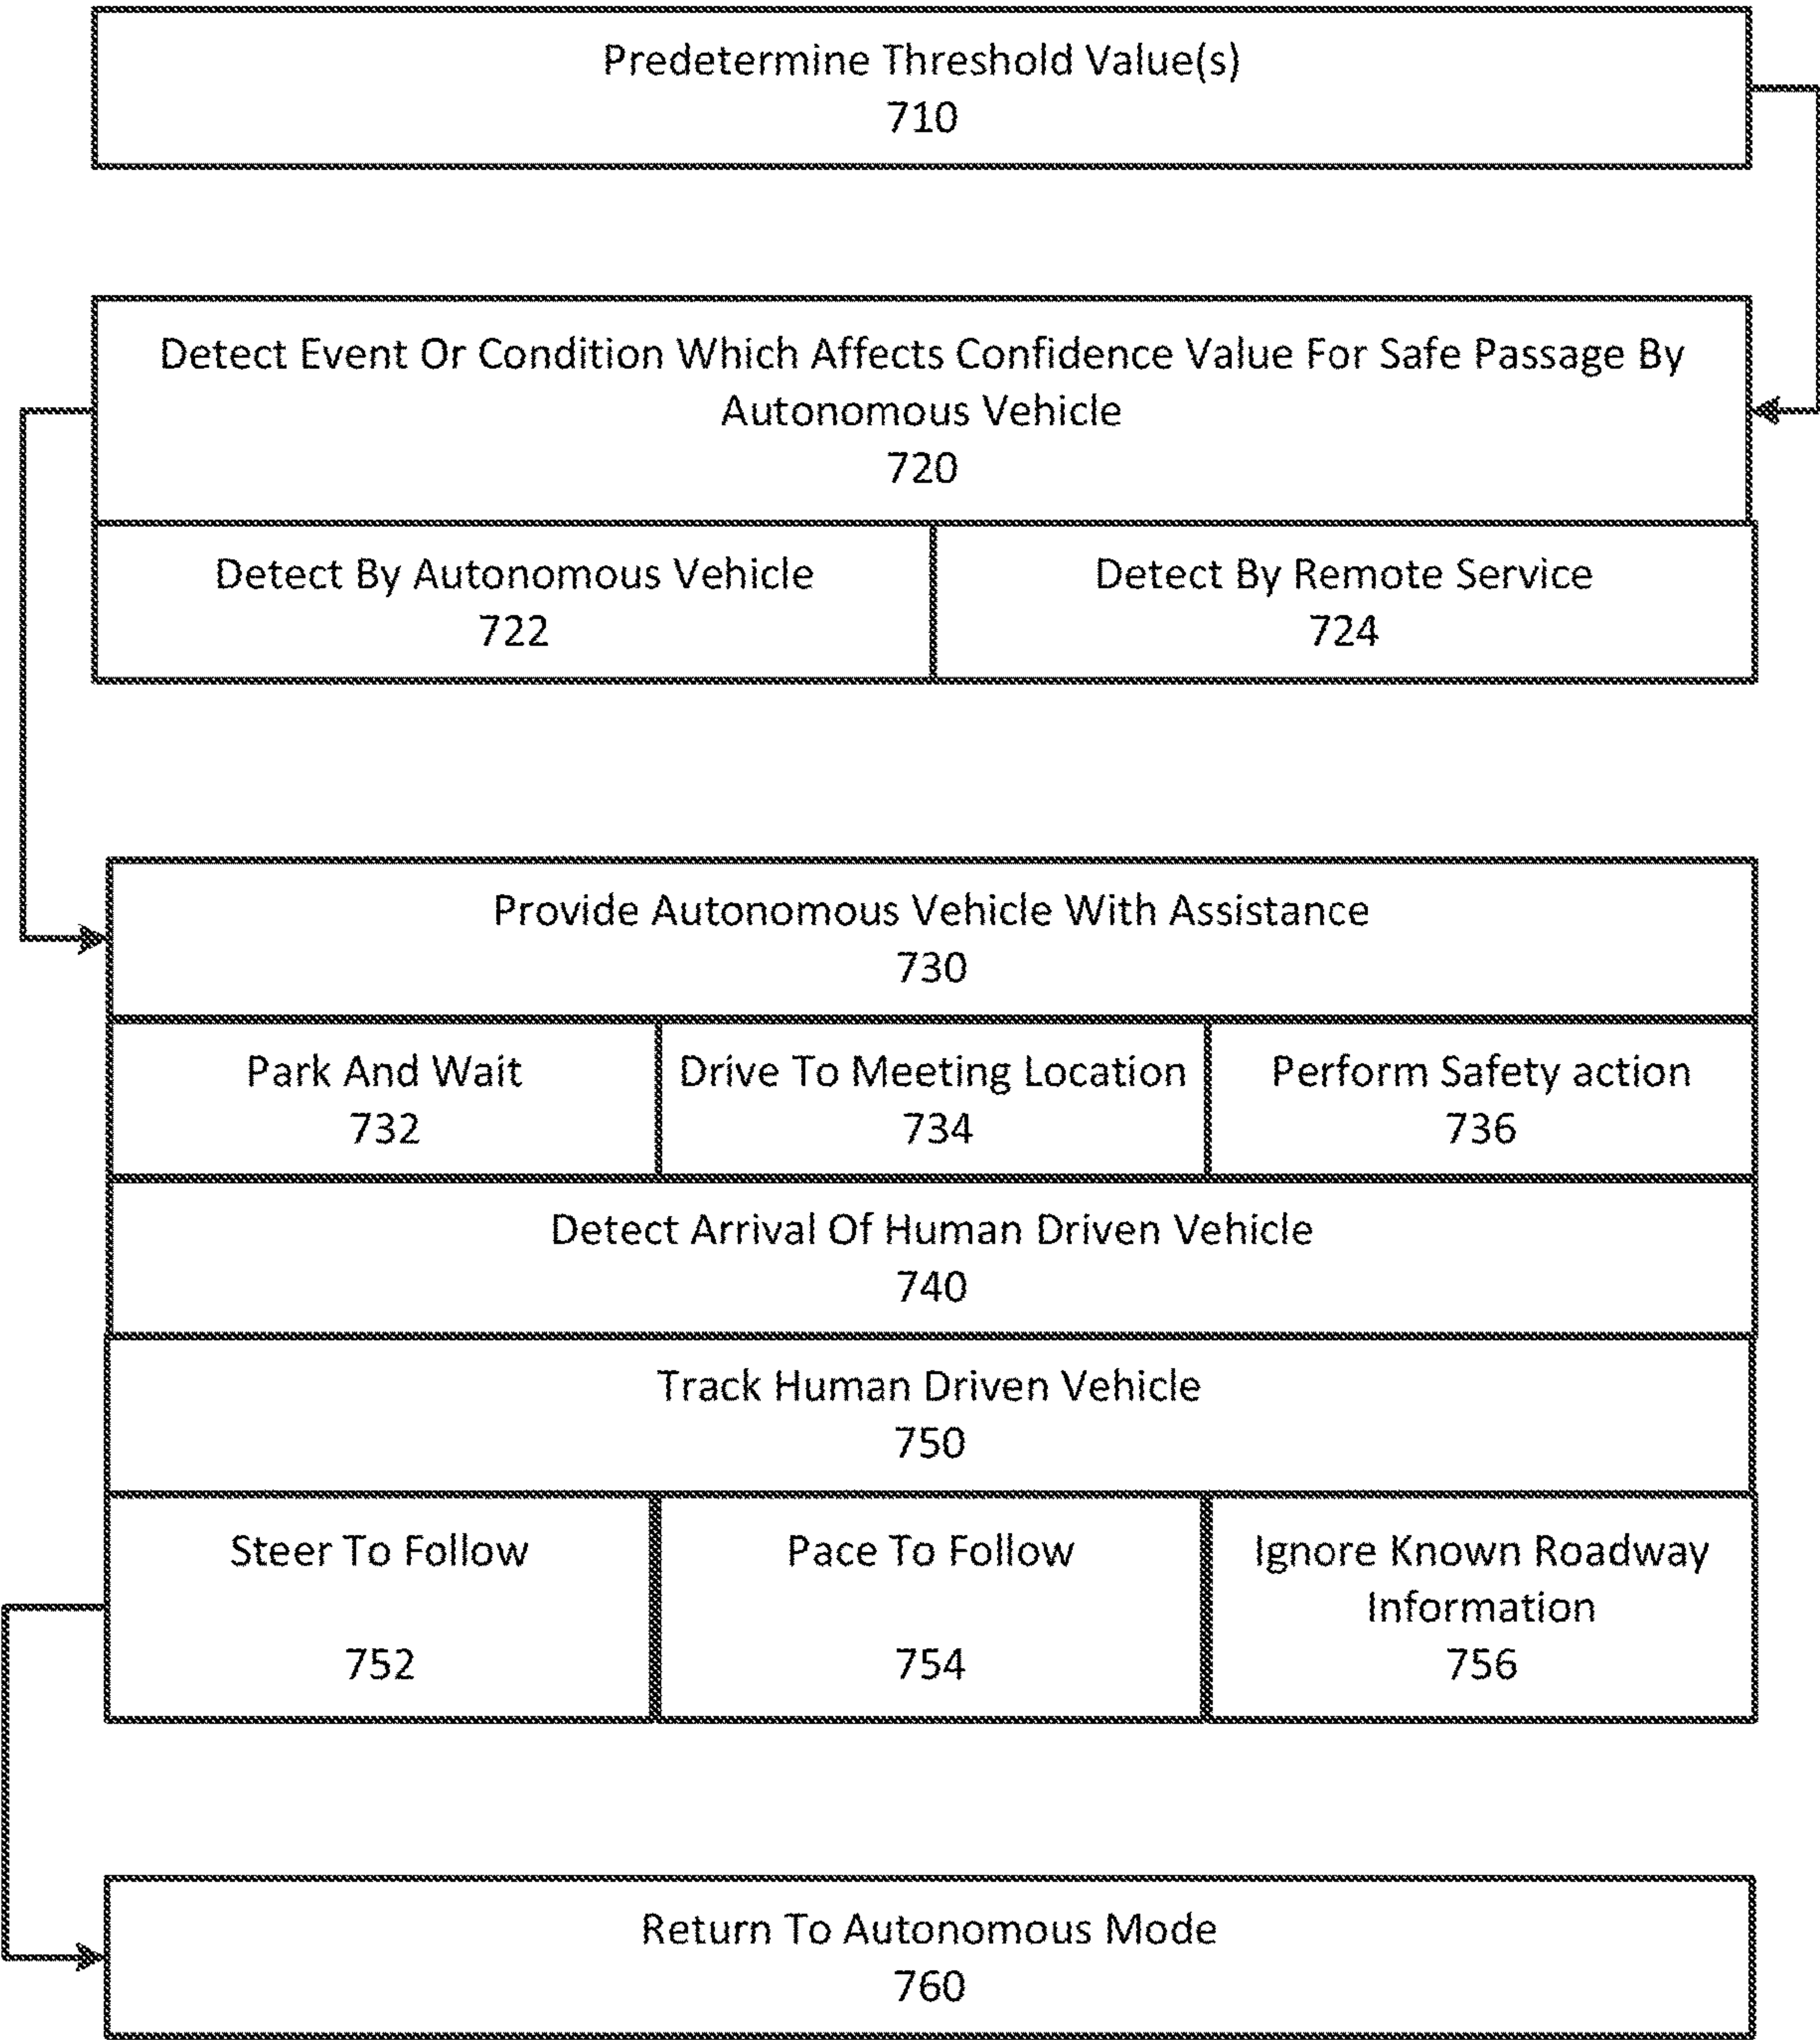 Predetermine Threshold Value(s)
710
Detect Event Or Condition Which Affects Confidence Value For Safe Passage By
Autonomous Vehicle
720
Detect By Autonomous Vehicle
722
Detect By Remote Service
724
Provide Autonomous Vehicle With Assistance
730
Park And Wait
732
Drive To Meeting Location
734
Perform Safety action
736
Detect Arrival Of Human Driven Vehicle
740
Track Human Driven Vehicle
750
Steer To Follow
752
Pace To Follow
754
Ignore Known Roadway
Information
756
Return To Autonomous Mode
760